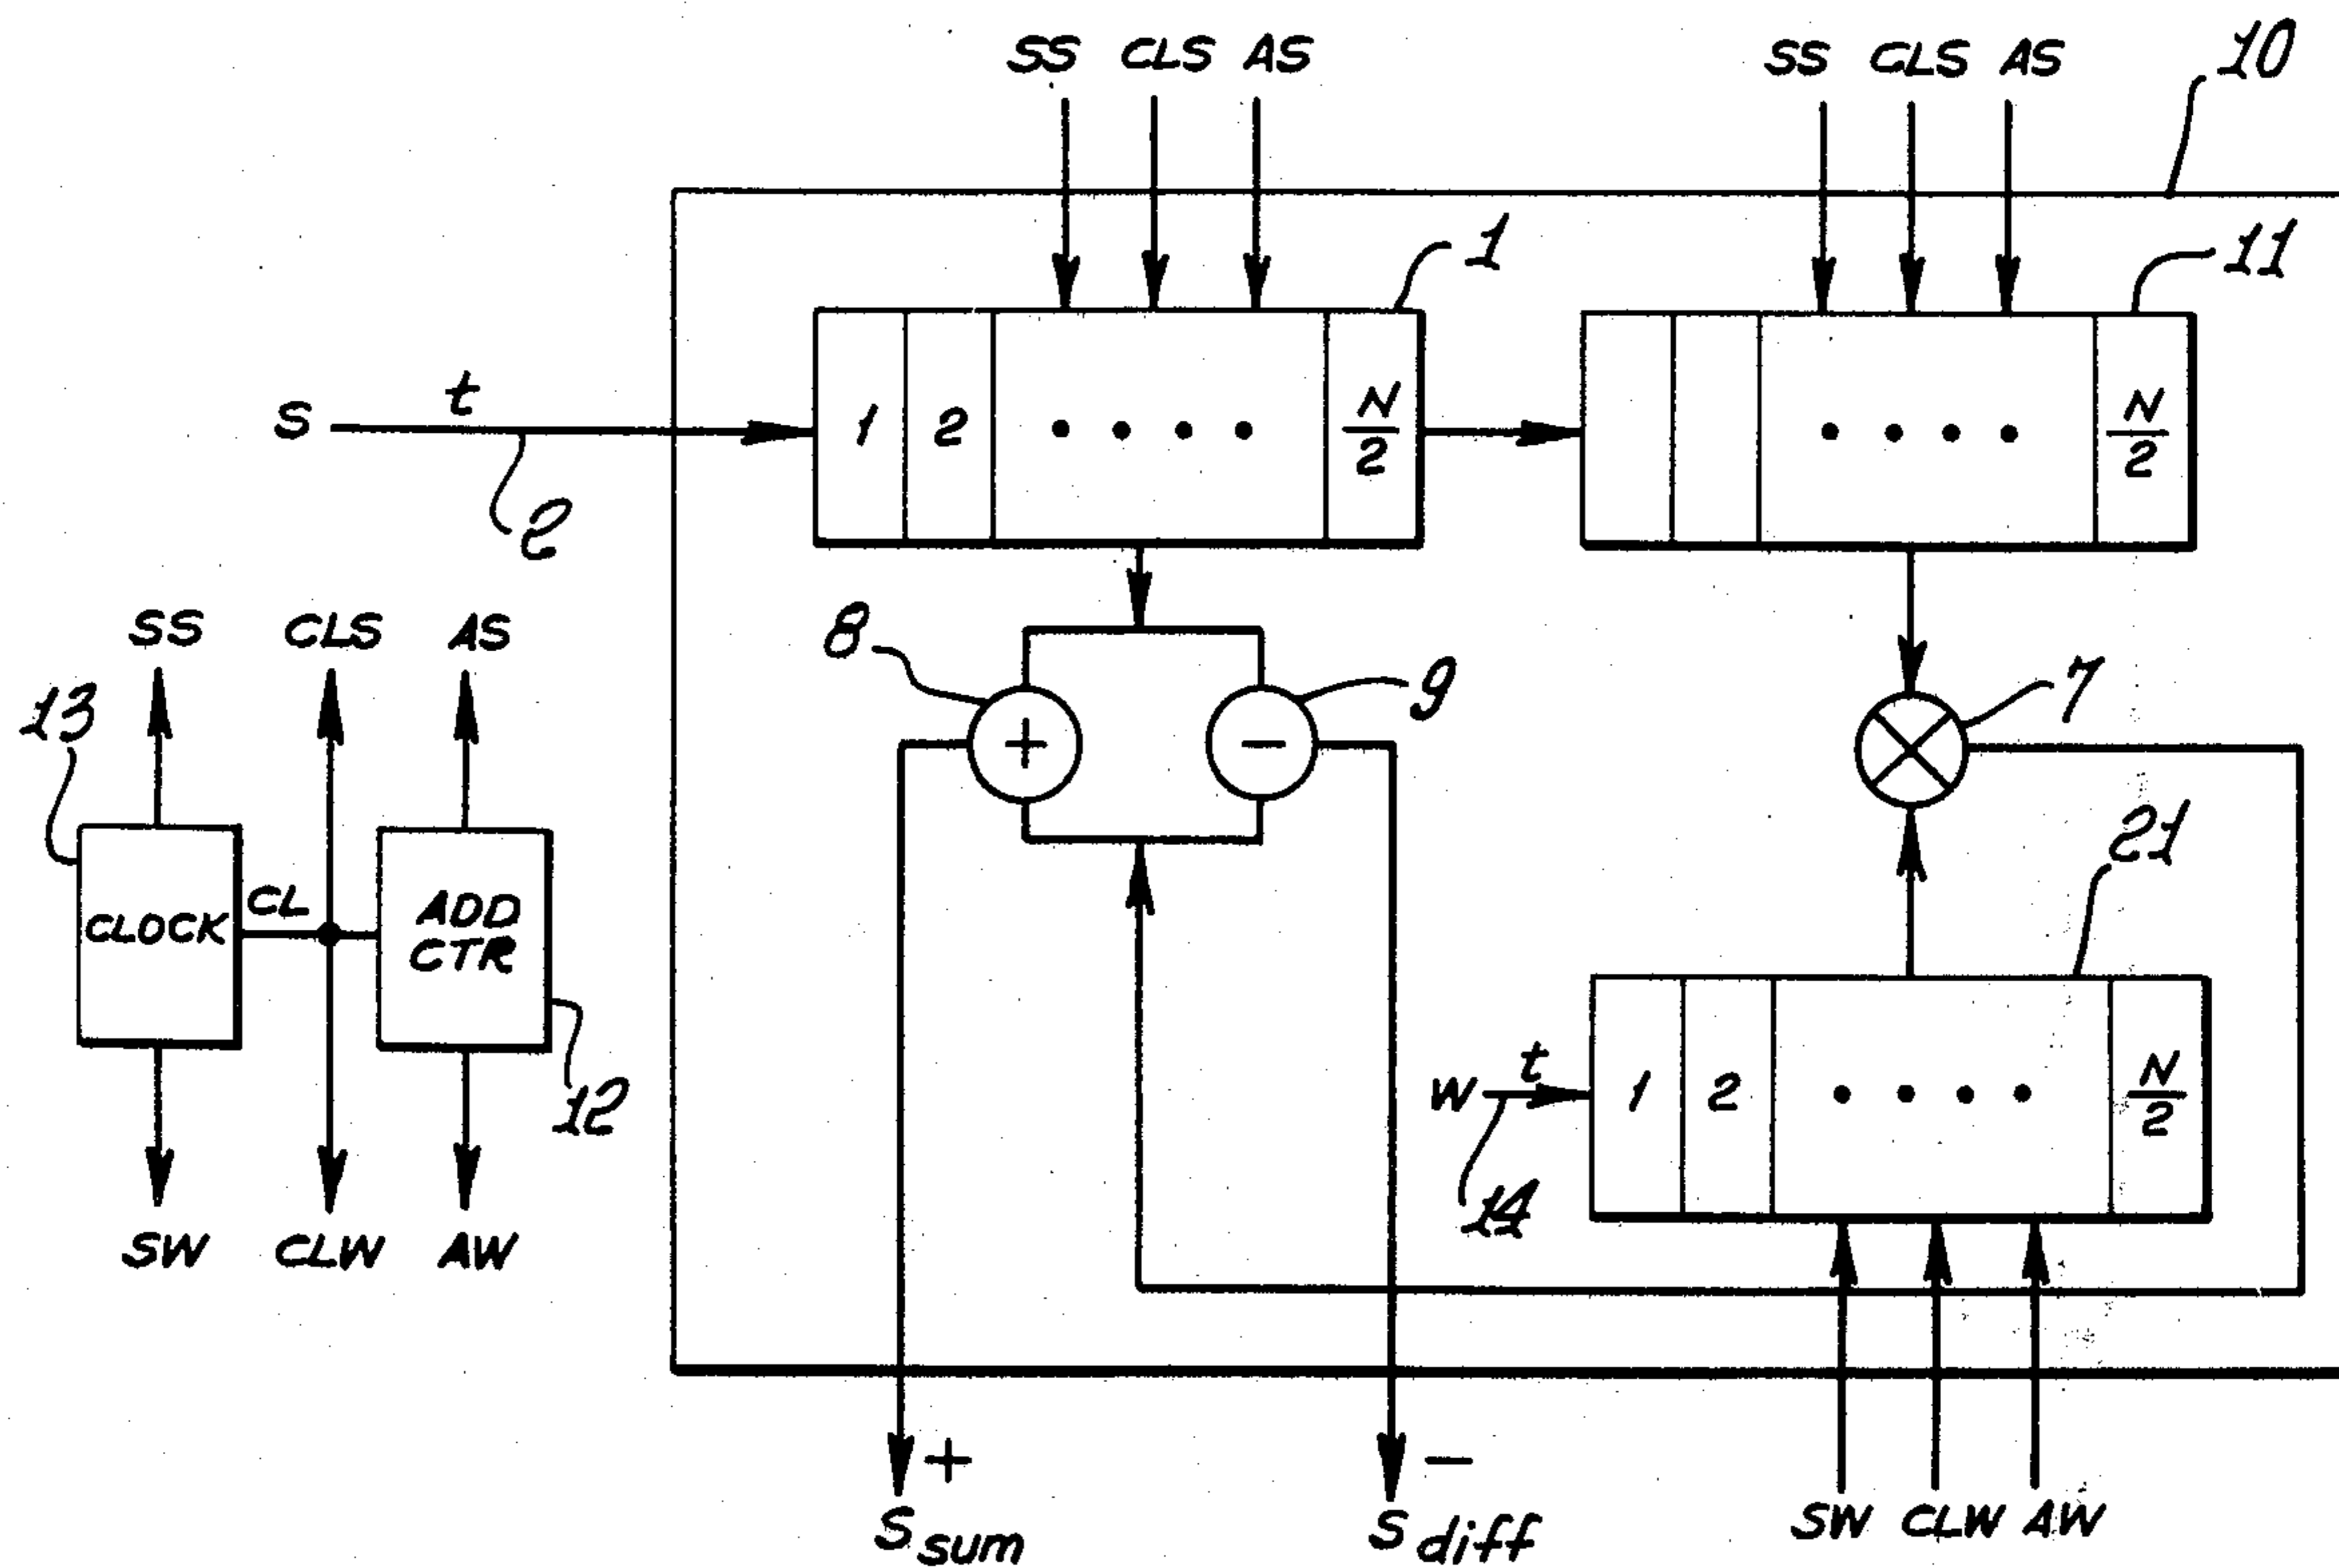 SS CLS AS
SS CLS AS
10
1
11
S
t
2
1 2 N/2
N/2
SS CLS AS
8
9
7
13
+
−
21
CL
CLOCK
ADD
CTR
12
W
t
14
1 2 N/2
SW CLW AW
+
−
S sum
S diff
SW CLW AW